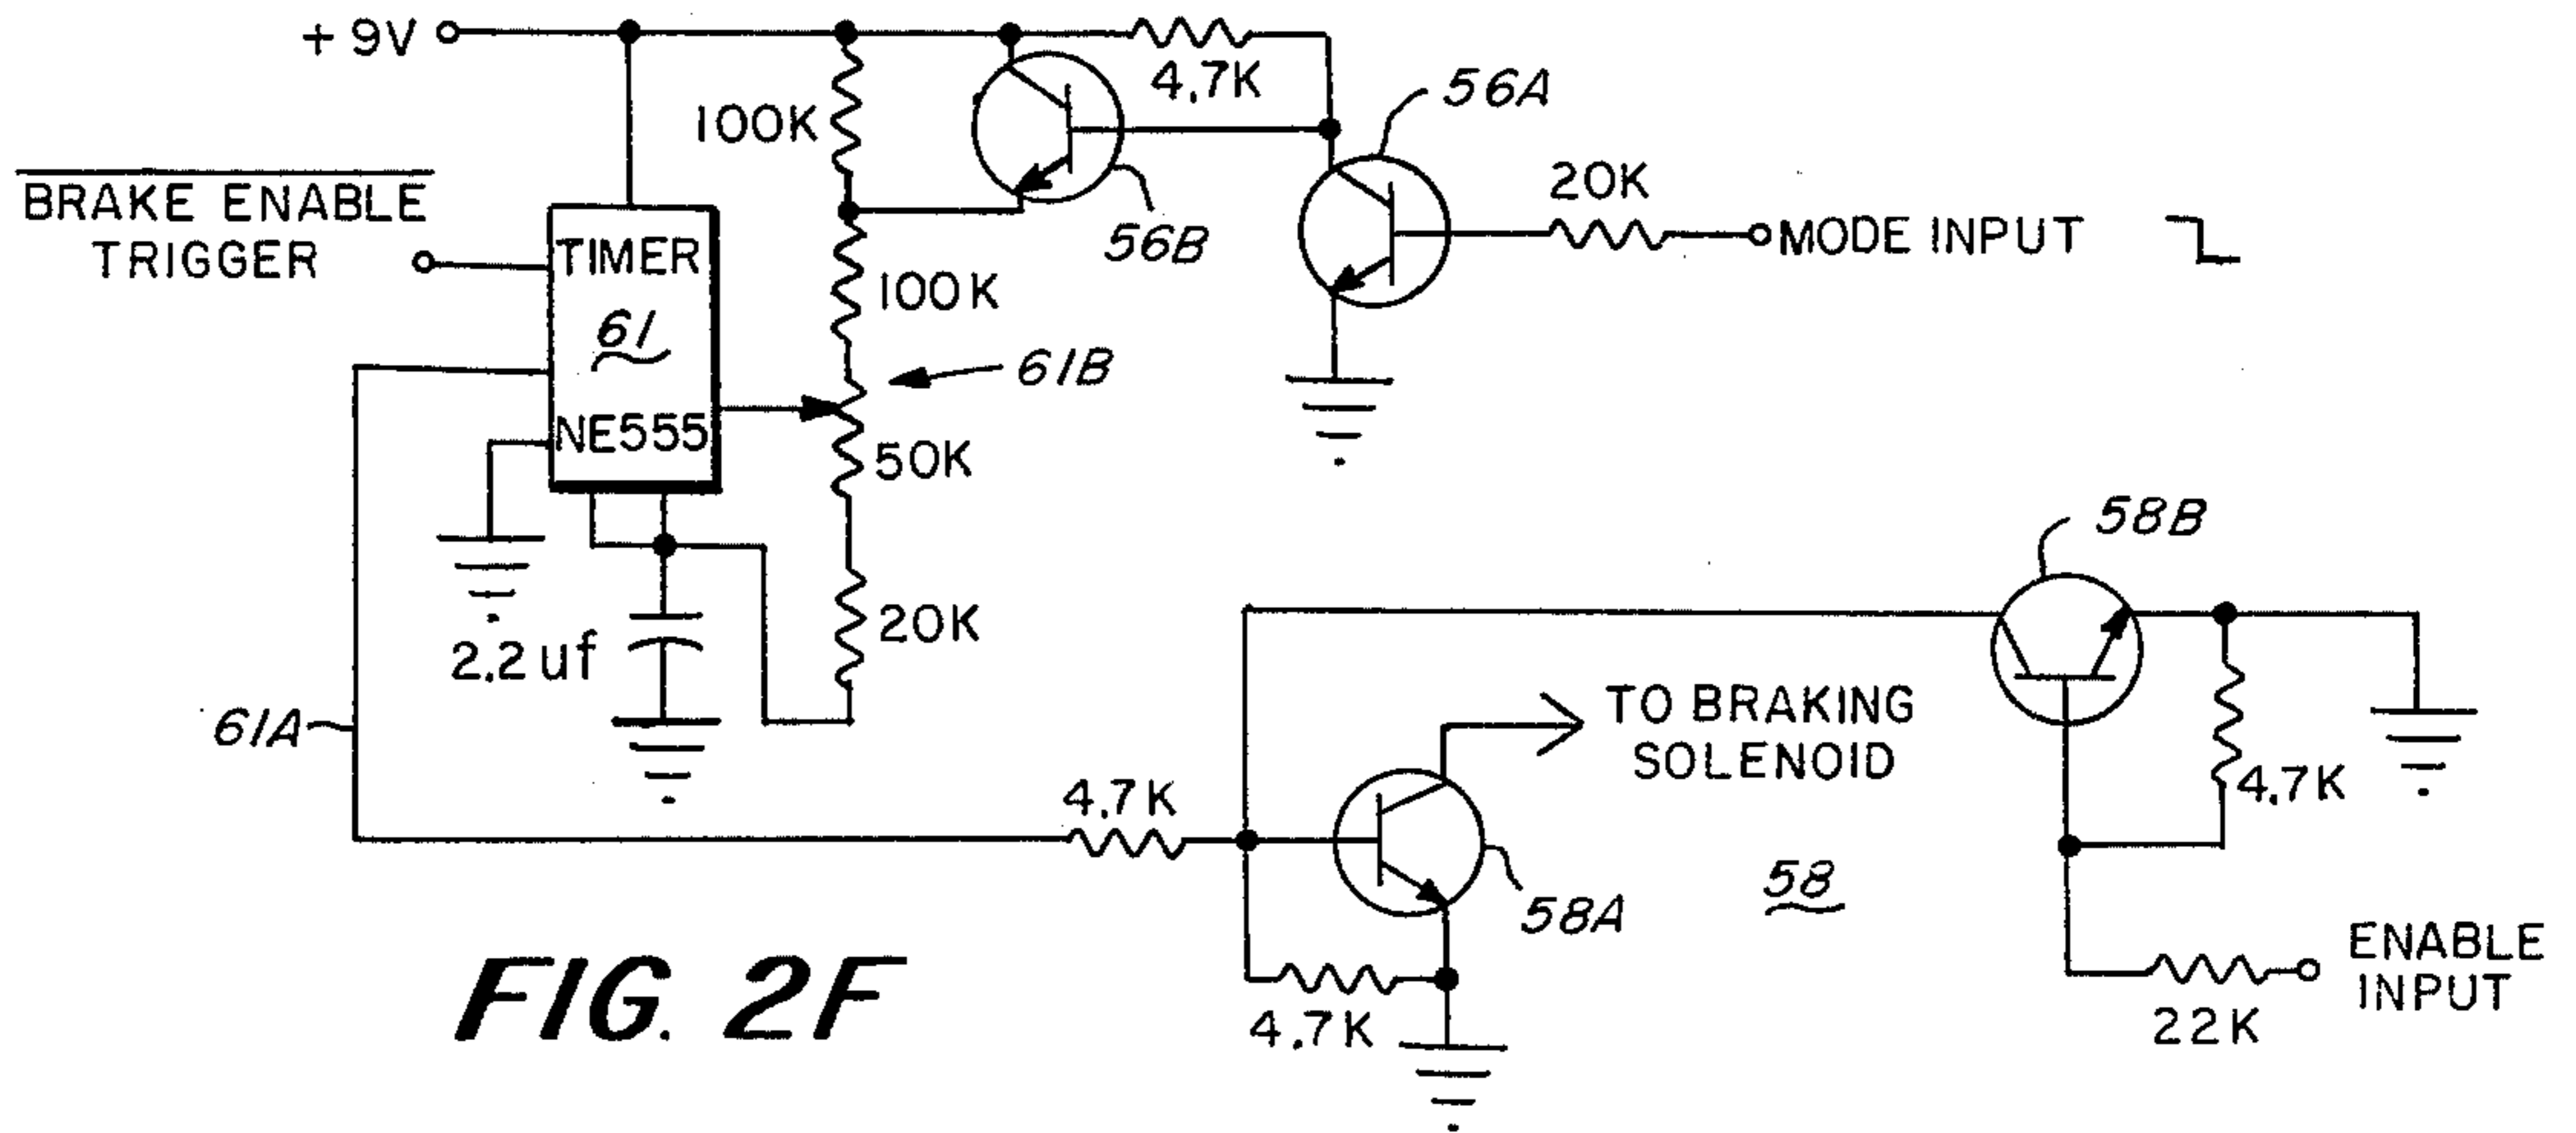 +9V
4.7K
56A
100K
BRAKE ENABLE
TRIGGER
TIMER
61
NE555
56B
20K
MODE INPUT
100K
61B
50K
58B
20K
2.2uf
61A
TO BRAKING
SOLENOID
4.7K
4.7K
58
58A
ENABLE
INPUT
22K
4.7K
FIG. 2F